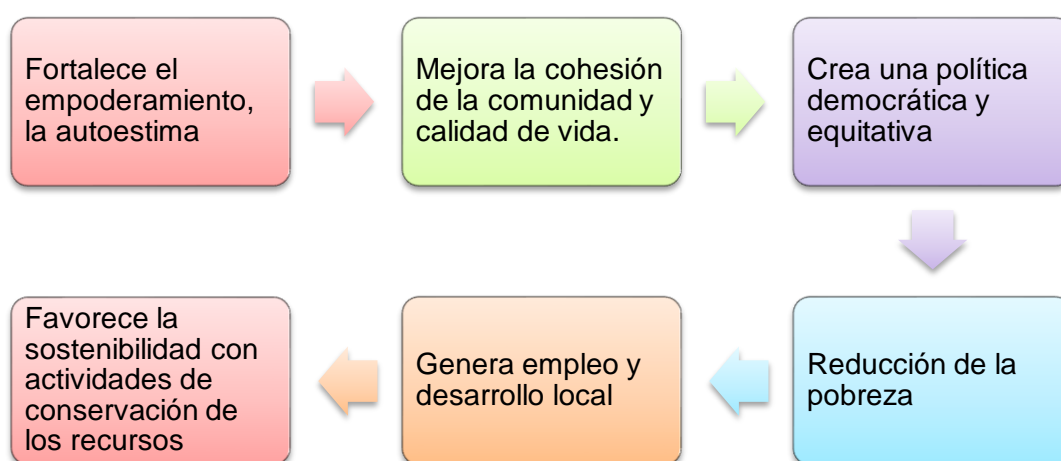 Fortalece el
empoderamiento,
la autoestima
Mejora la cohesión
de la comunidad y
calidad de vida.
Crea una política
democrática y
equitativa
Reducción de la
pobreza
Genera empleo y
desarrollo local
Favorece la
sostenibilidad con
actividades de
conservación de
los recursos